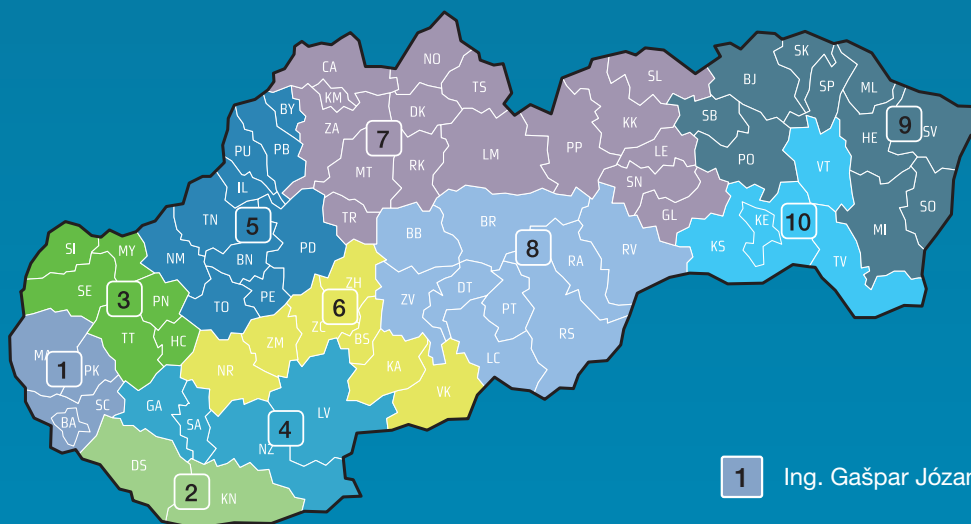 CA
NO
TS
KM
DK
ZA
7
MT
RK
LM
TR
SL
KK
PP
LE
SN
GL
SK
BJ
SP
ML
SB
HE
9
SV
PO
VT
MI
SO
KE
10
KS
TV
BY
PU
PB
IL
TN
5
PD
NM
BN
TO
PE
SI
MY
SE
3
PN
TT
HC
MA
1
PK
SC
BA
BB
BR
8
RA
RV
ZV
DT
PT
RS
LC
ZH
6
ZC
ZM
BS
NR
KA
VK
GA
SA
LV
4
NZ
DS
2
KN
1 Ing. Gašpar Józan